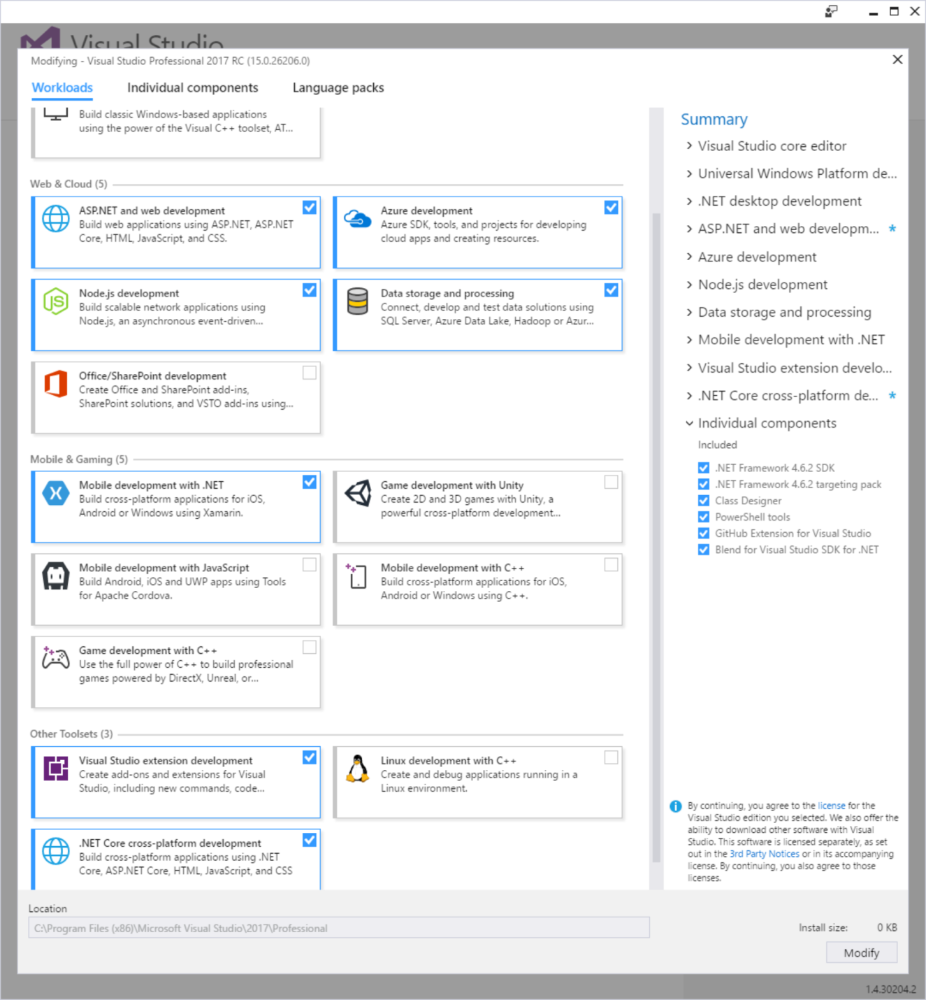 Visual Studio
Modifying - Visual Studio Professional 2017 RC (15.0.26206.0)
Workloads
Individual components
Language packs
Build classic Windows-based applications
using the power of the Visual C++ toolset, AT...
Web & Cloud (5)
ASP.NET and web development
Build web applications using ASP.NET, ASP.NET
Core, HTML, JavaScript, and CSS.
Azure development
Azure SDK, tools, and projects for developing
cloud apps and creating resources.
Node.js development
Build scalable network applications using
Node.js, an asynchronous event-driven...
Data storage and processing
Connect, develop and test data solutions using
SQL Server, Azure Data Lake, Hadoop or Azur...
Office/SharePoint development
Create Office and SharePoint add-ins,
SharePoint solutions, and VSTO add-ins using...
Mobile & Gaming (5)
Mobile development with .NET
Build cross-platform applications for iOS,
Android or Windows using Xamarin.
Game development with Unity
Create 2D and 3D games with Unity, a
powerful cross-platform development...
Mobile development with JavaScript
Build Android, iOS and UWP apps using Tools
for Apache Cordova.
Mobile development with C++
Build cross-platform applications for iOS,
Android or Windows using C++.
Game development with C++
Use the full power of C++ to build professional
games powered by DirectX, Unreal, or...
Other Toolsets (3)
Visual Studio extension development
Create add-ons and extensions for Visual
Studio, including new commands, code...
Linux development with C++
Create and debug applications running in a
Linux environment.
.NET Core cross-platform development
Build cross-platform applications using .NET
Core, ASP.NET Core, HTML, JavaScript, and CSS
Summary
Visual Studio core editor
Universal Windows Platform de...
.NET desktop development
ASP.NET and web developm... *
Azure development
Node.js development
Data storage and processing
Mobile development with .NET
Visual Studio extension develo...
.NET Core cross-platform de... *
Individual components
Included
.NET Framework 4.6.2 SDK
.NET Framework 4.6.2 targeting pack
Class Designer
PowerShell tools
GitHub Extension for Visual Studio
Blend for Visual Studio SDK for .NET
By continuing, you agree to the license for the
Visual Studio edition you selected. We also offer the
ability to download other software with Visual
Studio. This software is licensed separately, as set
out in the 3rd Party Notices or in its accompanying
license. By continuing, you also agree to those
licenses.
Location
C:\Program Files (x86)\Microsoft Visual Studio\2017\Professional
Install size: 0 KB
Modify
1.4.30204.2